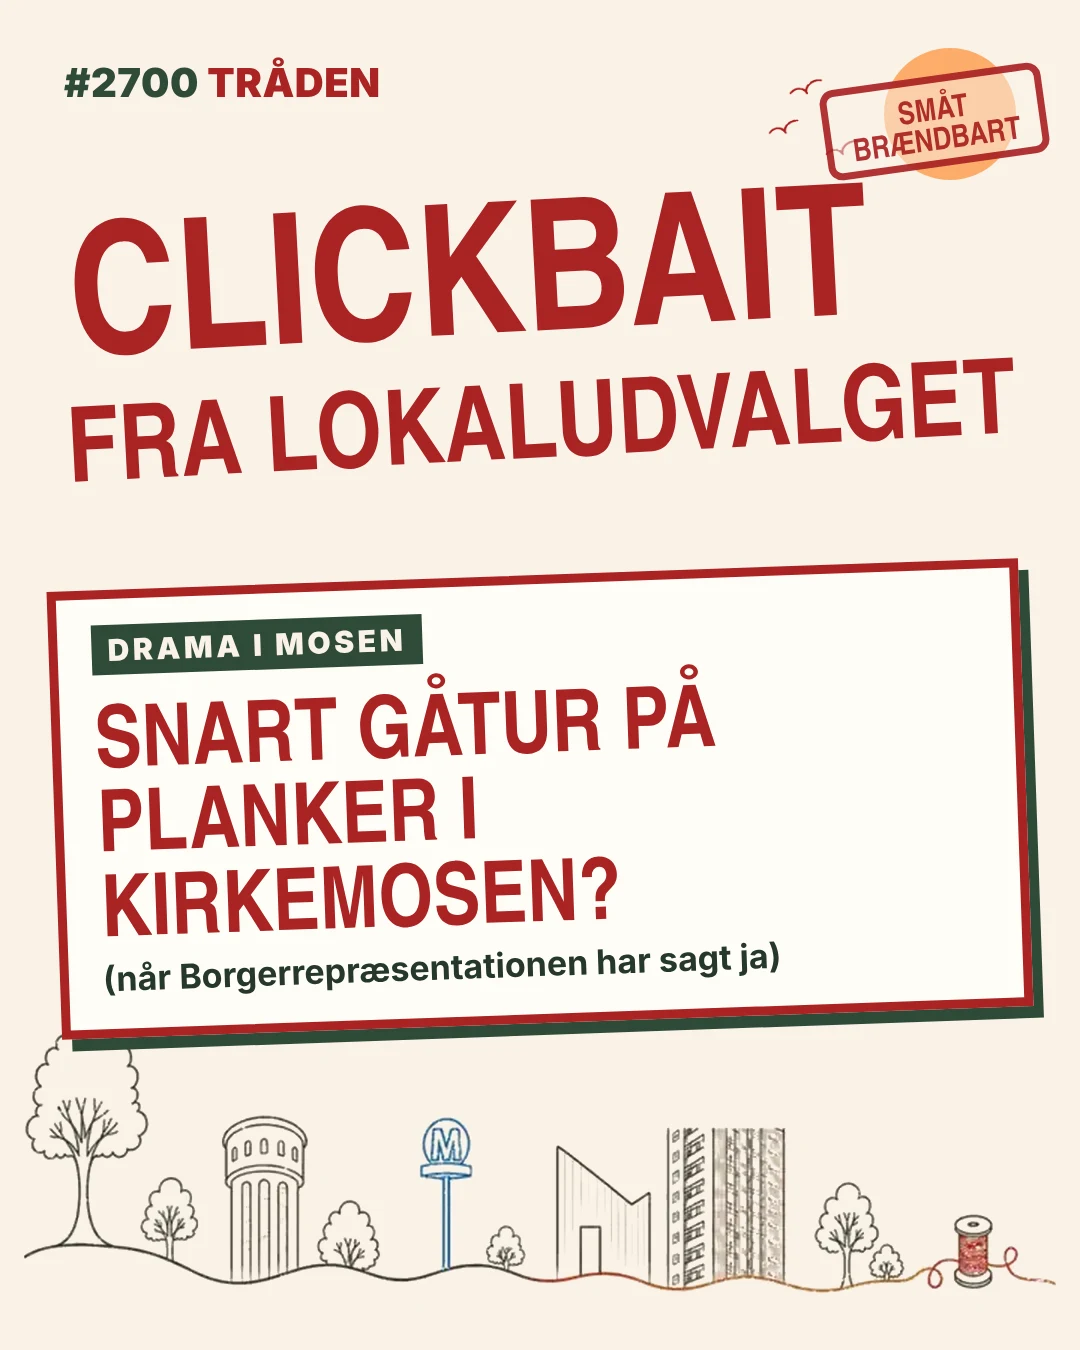 #2700 TRÅDEN
SMÅT
BRÆNDBART
CLICKBAIT
FRA LOKALUDVALGET
DRAMA I MOSEN
SNART GÅTUR PÅ
PLANKER I
KIRKEMOSEN?
(når Borgerrepræsentationen har sagt ja)
M